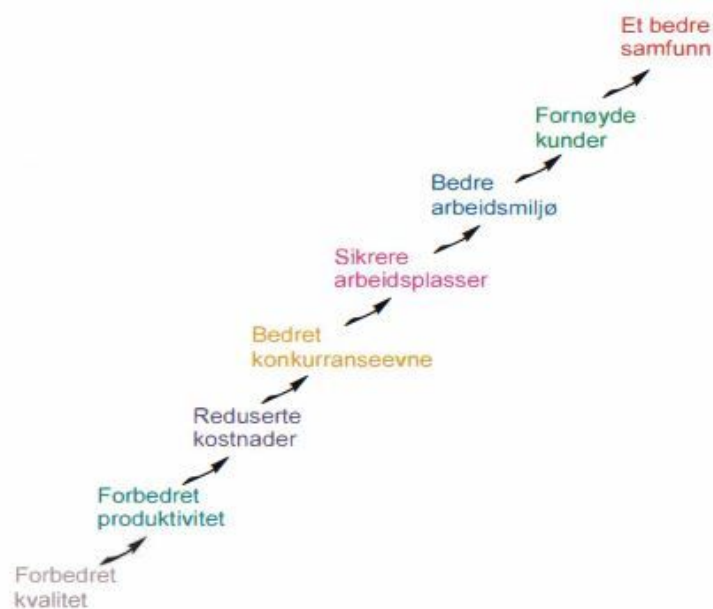 Et bedre
samfunn
Fornøyde
kunder
Bedre
arbeidsmiljø
Sikrere
arbeidsplasser
Bedret
konkurranseevne
Reduserte
kostnader
Forbedret
produktivitet
Forbedret
kvalitet